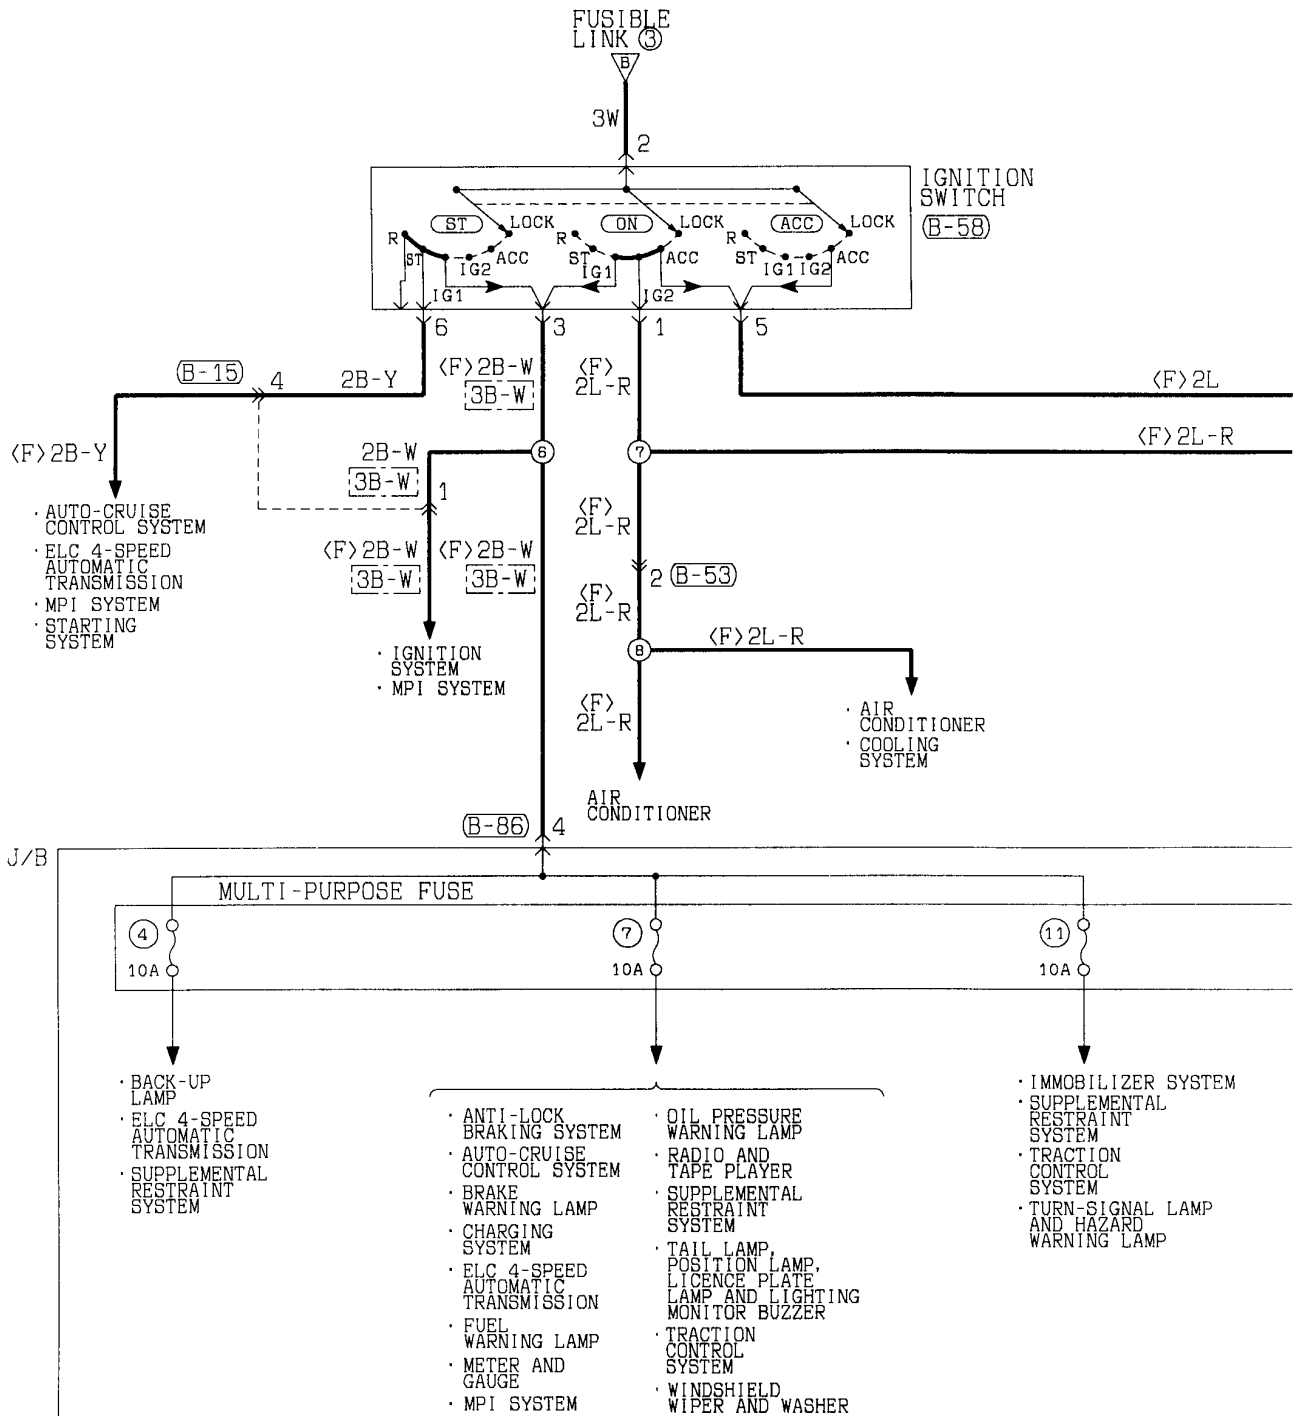 FUSIBLE
LINK ③
B
3W
2
IGNITION
SWITCH
(B-58)
ST
LOCK
ON
LOCK
ACC
LOCK
R
ST
IG1
IG2
ACC
R
ST
IG1
IG2
ACC
R
ST
IG1
IG2
ACC
6
3
1
5
(B-15)
4
2B-Y
<F>2B-W
3B-W
<F>
2L-R
<F>2L
<F>2L-R
<F>2B-Y
2B-W
3B-W
1
6
7
<F>
2L-R
· AUTO-CRUISE
CONTROL SYSTEM
· ELC 4-SPEED
AUTOMATIC
TRANSMISSION
· MPI SYSTEM
· STARTING
SYSTEM
<F>2B-W
3B-W
<F>2B-W
3B-W
2
(B-53)
<F>
2L-R
8
<F>2L-R
· IGNITION
SYSTEM
· MPI SYSTEM
<F>
2L-R
· AIR
CONDITIONER
· COOLING
SYSTEM
AIR
CONDITIONER
(B-86)
4
J/B
MULTI-PURPOSE FUSE
④
10A
⑦
10A
⑪
10A
· BACK-UP
LAMP
· ELC 4-SPEED
AUTOMATIC
TRANSMISSION
· SUPPLEMENTAL
RESTRAINT
SYSTEM
· ANTI-LOCK
BRAKING SYSTEM
· AUTO-CRUISE
CONTROL SYSTEM
· BRAKE
WARNING LAMP
· CHARGING
SYSTEM
· ELC 4-SPEED
AUTOMATIC
TRANSMISSION
· FUEL
WARNING LAMP
· METER AND
GAUGE
· MPI SYSTEM
· OIL PRESSURE
WARNING LAMP
· RADIO AND
TAPE PLAYER
· SUPPLEMENTAL
RESTRAINT
SYSTEM
· TAIL LAMP,
POSITION LAMP,
LICENCE PLATE
LAMP AND LIGHTING
MONITOR BUZZER
· TRACTION
CONTROL
SYSTEM
· WINDSHIELD
WIPER AND WASHER
· IMMOBILIZER SYSTEM
· SUPPLEMENTAL
RESTRAINT
SYSTEM
· TRACTION
CONTROL
SYSTEM
· TURN-SIGNAL LAMP
AND HAZARD
WARNING LAMP